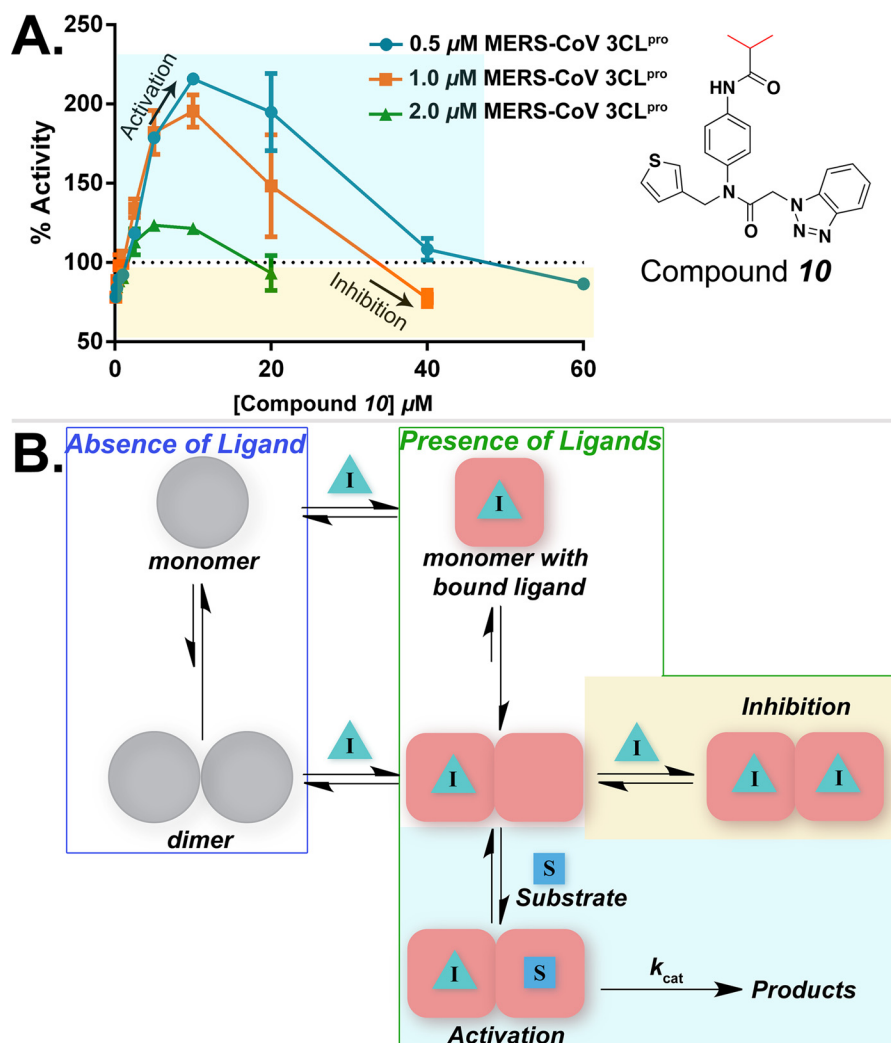 A.
250
200
150
100
50
% Activity
0
20
40
60
[Compound 10] µM
Activation
Inhibition
0.5 µM MERS-CoV 3CLpro
1.0 µM MERS-CoV 3CLpro
2.0 µM MERS-CoV 3CLpro
HN
O
S
N
O
N
N
N
Compound 10
B.
Absence of Ligand
Presence of Ligands
I
I
monomer
monomer with
bound ligand
I
I
I
Inhibition
I
I
dimer
S
Substrate
I
S
kcat
Products
Activation